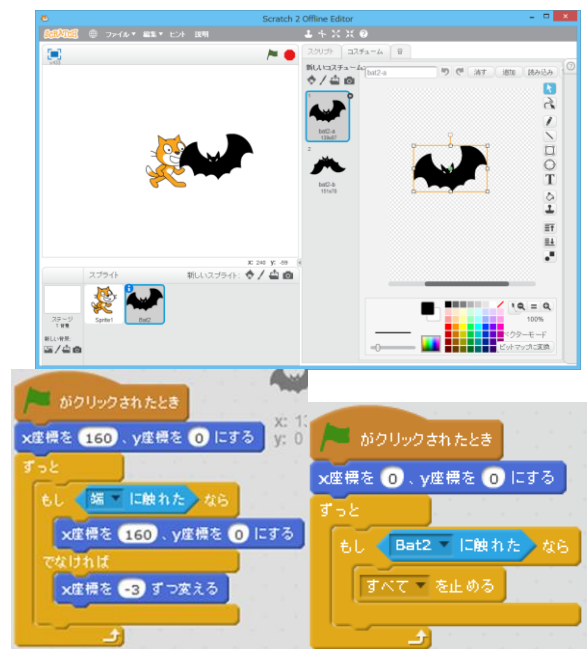 Scratch 2 Offline Editor
SCRATCH ファイル▼ 編集▼ ヒント 説明
スクリプト コスチューム 音
新しいコスチューム:
bat2-a 消す 追加 読み込み
1
bat2-a
2
bat2-b
T
X: 240 y: -59
スプライト 新しいスプライト:
ステージ
1 背景
Sprite1 Bat2
新しい背景:
100%
ベクターモード
ビットマップに変換
がクリックされたとき
x座標を 160 、y座標を 0 にする
ずっと
もし 端▼ に触れた なら
x座標を 160 、y座標を 0 にする
でなければ
x座標を -3 ずつ変える
y: 0
がクリックされたとき
x座標を 0 、y座標を 0 にする
ずっと
もし Bat2▼ に触れた なら
すべて▼ を止める